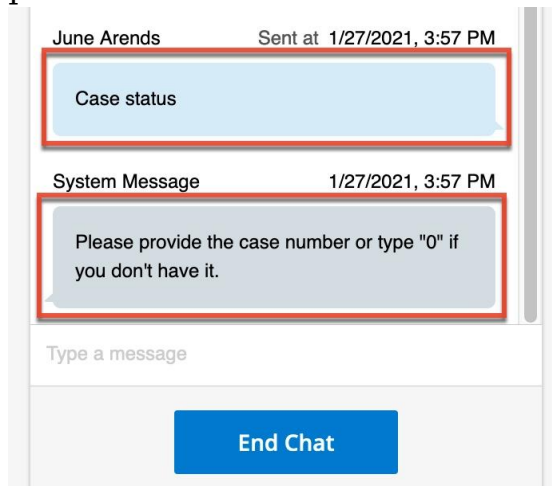 June Arends Sent at 1/27/2021, 3:57 PM
Case status
System Message 1/27/2021, 3:57 PM
Please provide the case number or type "0" if
you don't have it.
Type a message
End Chat